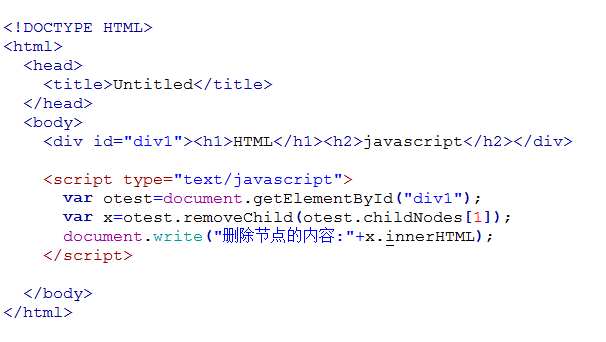 <!DOCTYPE HTML>
<html>
  <head>
    <title>Untitled</title>
  </head>
  <body>
    <div id="div1"><h1>HTML</h1><h2>javascript</h2></div>

    <script type="text/javascript">
      var otest=document.getElementById("div1");
      var x=otest.removeChild(otest.childNodes[1]);
      document.write("删除节点的内容:"+x.innerHTML);
    </script>

  </body>
</html>